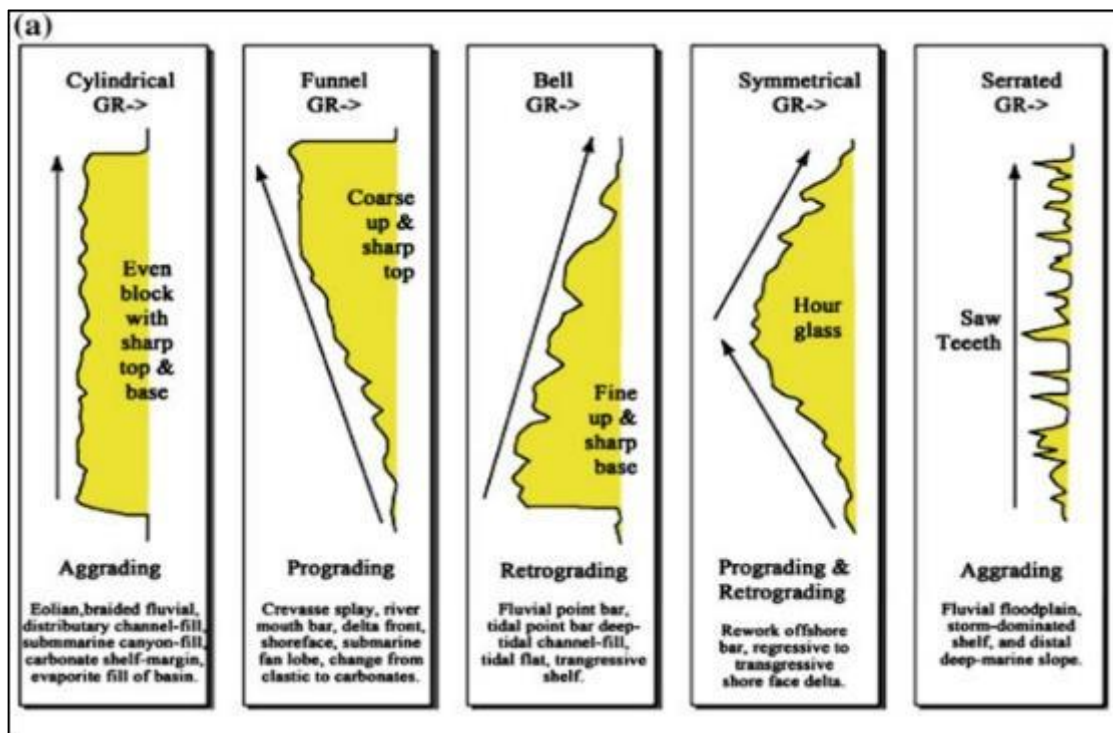 (a)
Cylindrical
GR->
Even
block
with
sharp
top &
base
Aggrading
Eolian,braided fluvial,
distributary channel-fill,
submmarine canyon-fill,
carbonate shelf-margin,
evaporite fill of basin.
Funnel
GR->
Coarse
up &
sharp
top
Prograding
Crevasse splay, river
mouth bar, delta front,
shoreface, submarine
fan lobe, change from
clastic to carbonates.
Bell
GR->
Fine
up &
sharp
base
Retrograding
Fluvial point bar,
tidal point bar deep-
tidal channel-fill,
tidal flat, trangressive
shelf.
Symmetrical
GR->
Hour
glass
Prograding &
Retrograding
Rework offshore
bar, regressive to
transgressive
shore face delta.
Serrated
GR->
Saw
Teeeth
Aggrading
Fluvial floodplain,
storm-dominated
shelf, and distal
deep-marine slope.